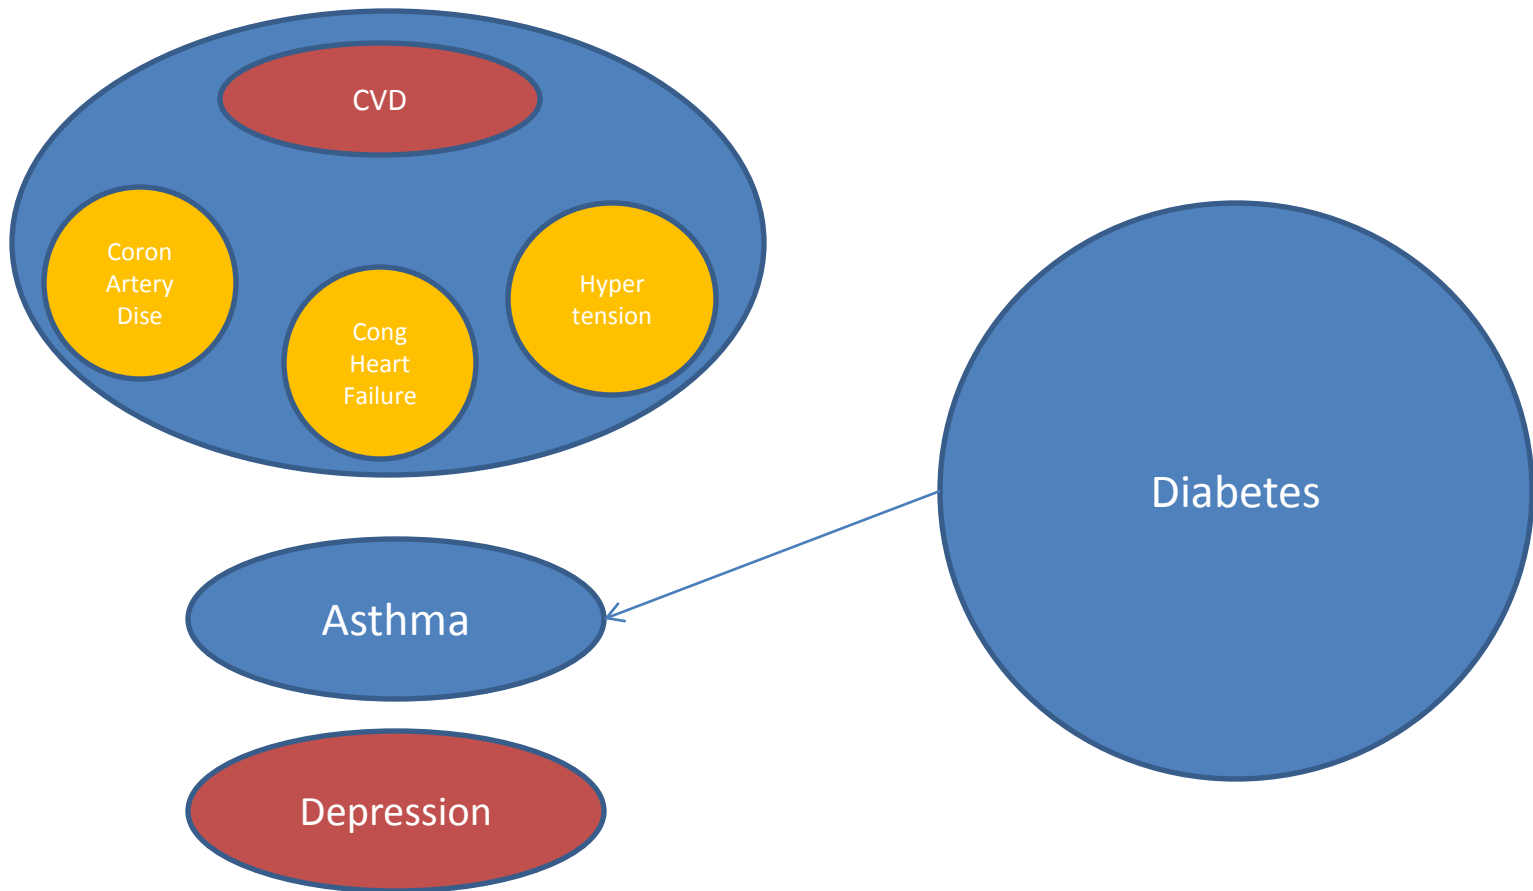 CVD
Coron
Artery
Dise
Cong
Heart
Failure
Hyper
tension
Diabetes
Asthma
Depression